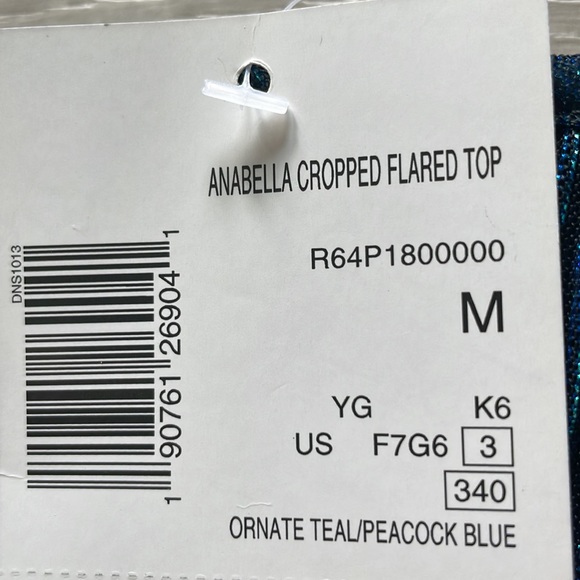 ANABELLA CROPPED FLARED TOP
R64P1800000
M
YG K6
US F7G6 3
340
ORNATE TEAL/PEACOCK BLUE
DNS1013
1 90761 26904 1